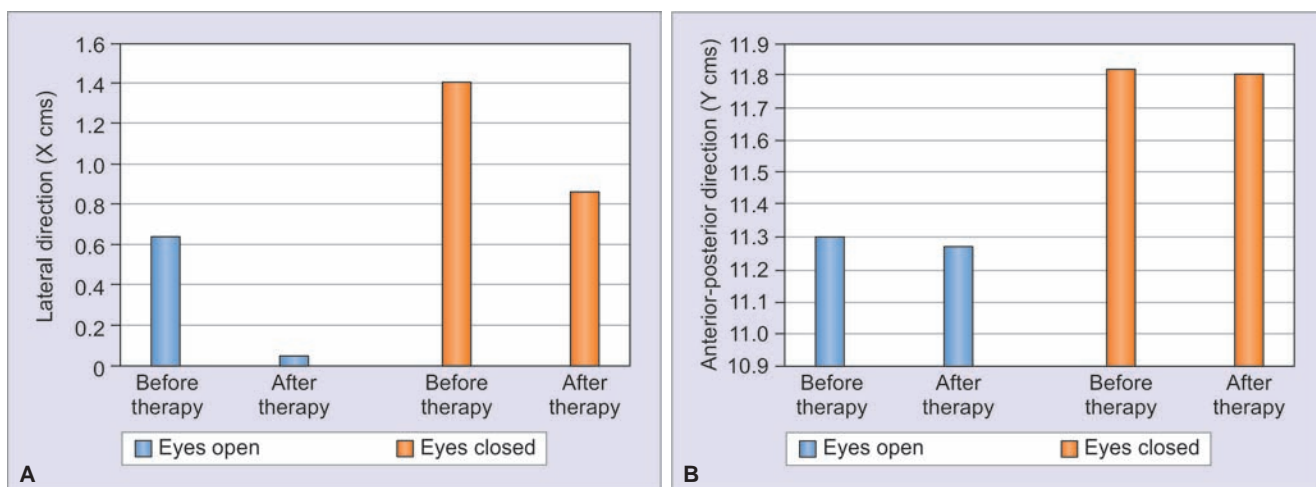 Lateral direction (X cms)
1.6
1.4
1.2
1.0
0.8
0.6
0.4
0.2
0
Before therapy
After therapy
Before therapy
After therapy
Eyes open
Eyes closed
A
Anterior-posterior direction (Y cms)
11.9
11.8
11.7
11.6
11.5
11.4
11.3
11.2
11.1
11.0
10.9
Before therapy
After therapy
Before therapy
After therapy
Eyes open
Eyes closed
B